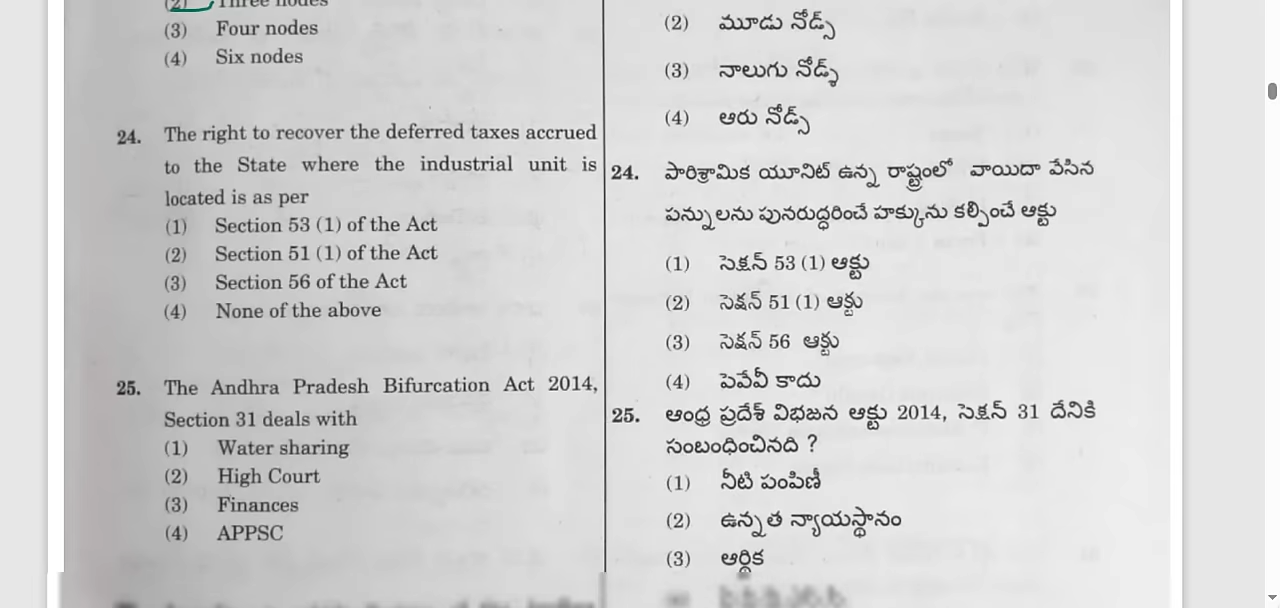 (2) Three nodes
(3) Four nodes
(4) Six nodes
24. The right to recover the deferred taxes accrued
to the State where the industrial unit is
located is as per
(1) Section 53 (1) of the Act
(2) Section 51 (1) of the Act
(3) Section 56 of the Act
(4) None of the above
25. The Andhra Pradesh Bifurcation Act 2014,
Section 31 deals with
(1) Water sharing
(2) High Court
(3) Finances
(4) APPSC
(2) మూడు నోడ్స్
(3) నాలుగు నోడ్స్
(4) ఆరు నోడ్స్
24. పారిశ్రామిక యూనిట్ ఉన్న రాష్ట్రంలో వాయిదా వేసిన
పన్నులను పునరుద్ధరించే హక్కును కల్పించే ఆక్టు
(1) సెక్షన్ 53 (1) ఆక్టు
(2) సెక్షన్ 51 (1) ఆక్టు
(3) సెక్షన్ 56 ఆక్టు
(4) పైవేవీ కాదు
25. ఆంధ్ర ప్రదేశ్ విభజన ఆక్టు 2014, సెక్షన్ 31 దేనికి
సంబంధించినది ?
(1) నీటి పంపిణీ
(2) ఉన్నత న్యాయస్థానం
(3) ఆర్థిక